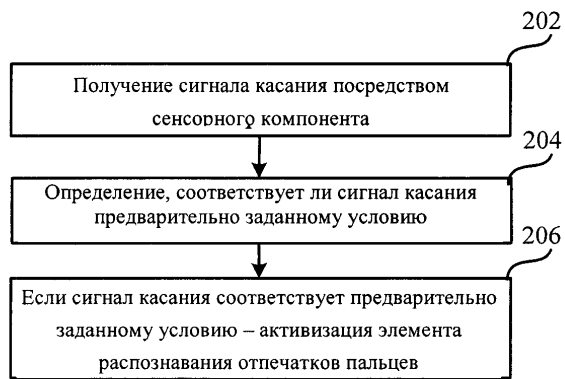 202
Получение сигнала касания посредством
сенсорного компонента
204
Определение, соответствует ли сигнал касания
предварительно заданному условию
206
Если сигнал касания соответствует предварительно
заданному условию – активизация элемента
распознавания отпечатков пальцев